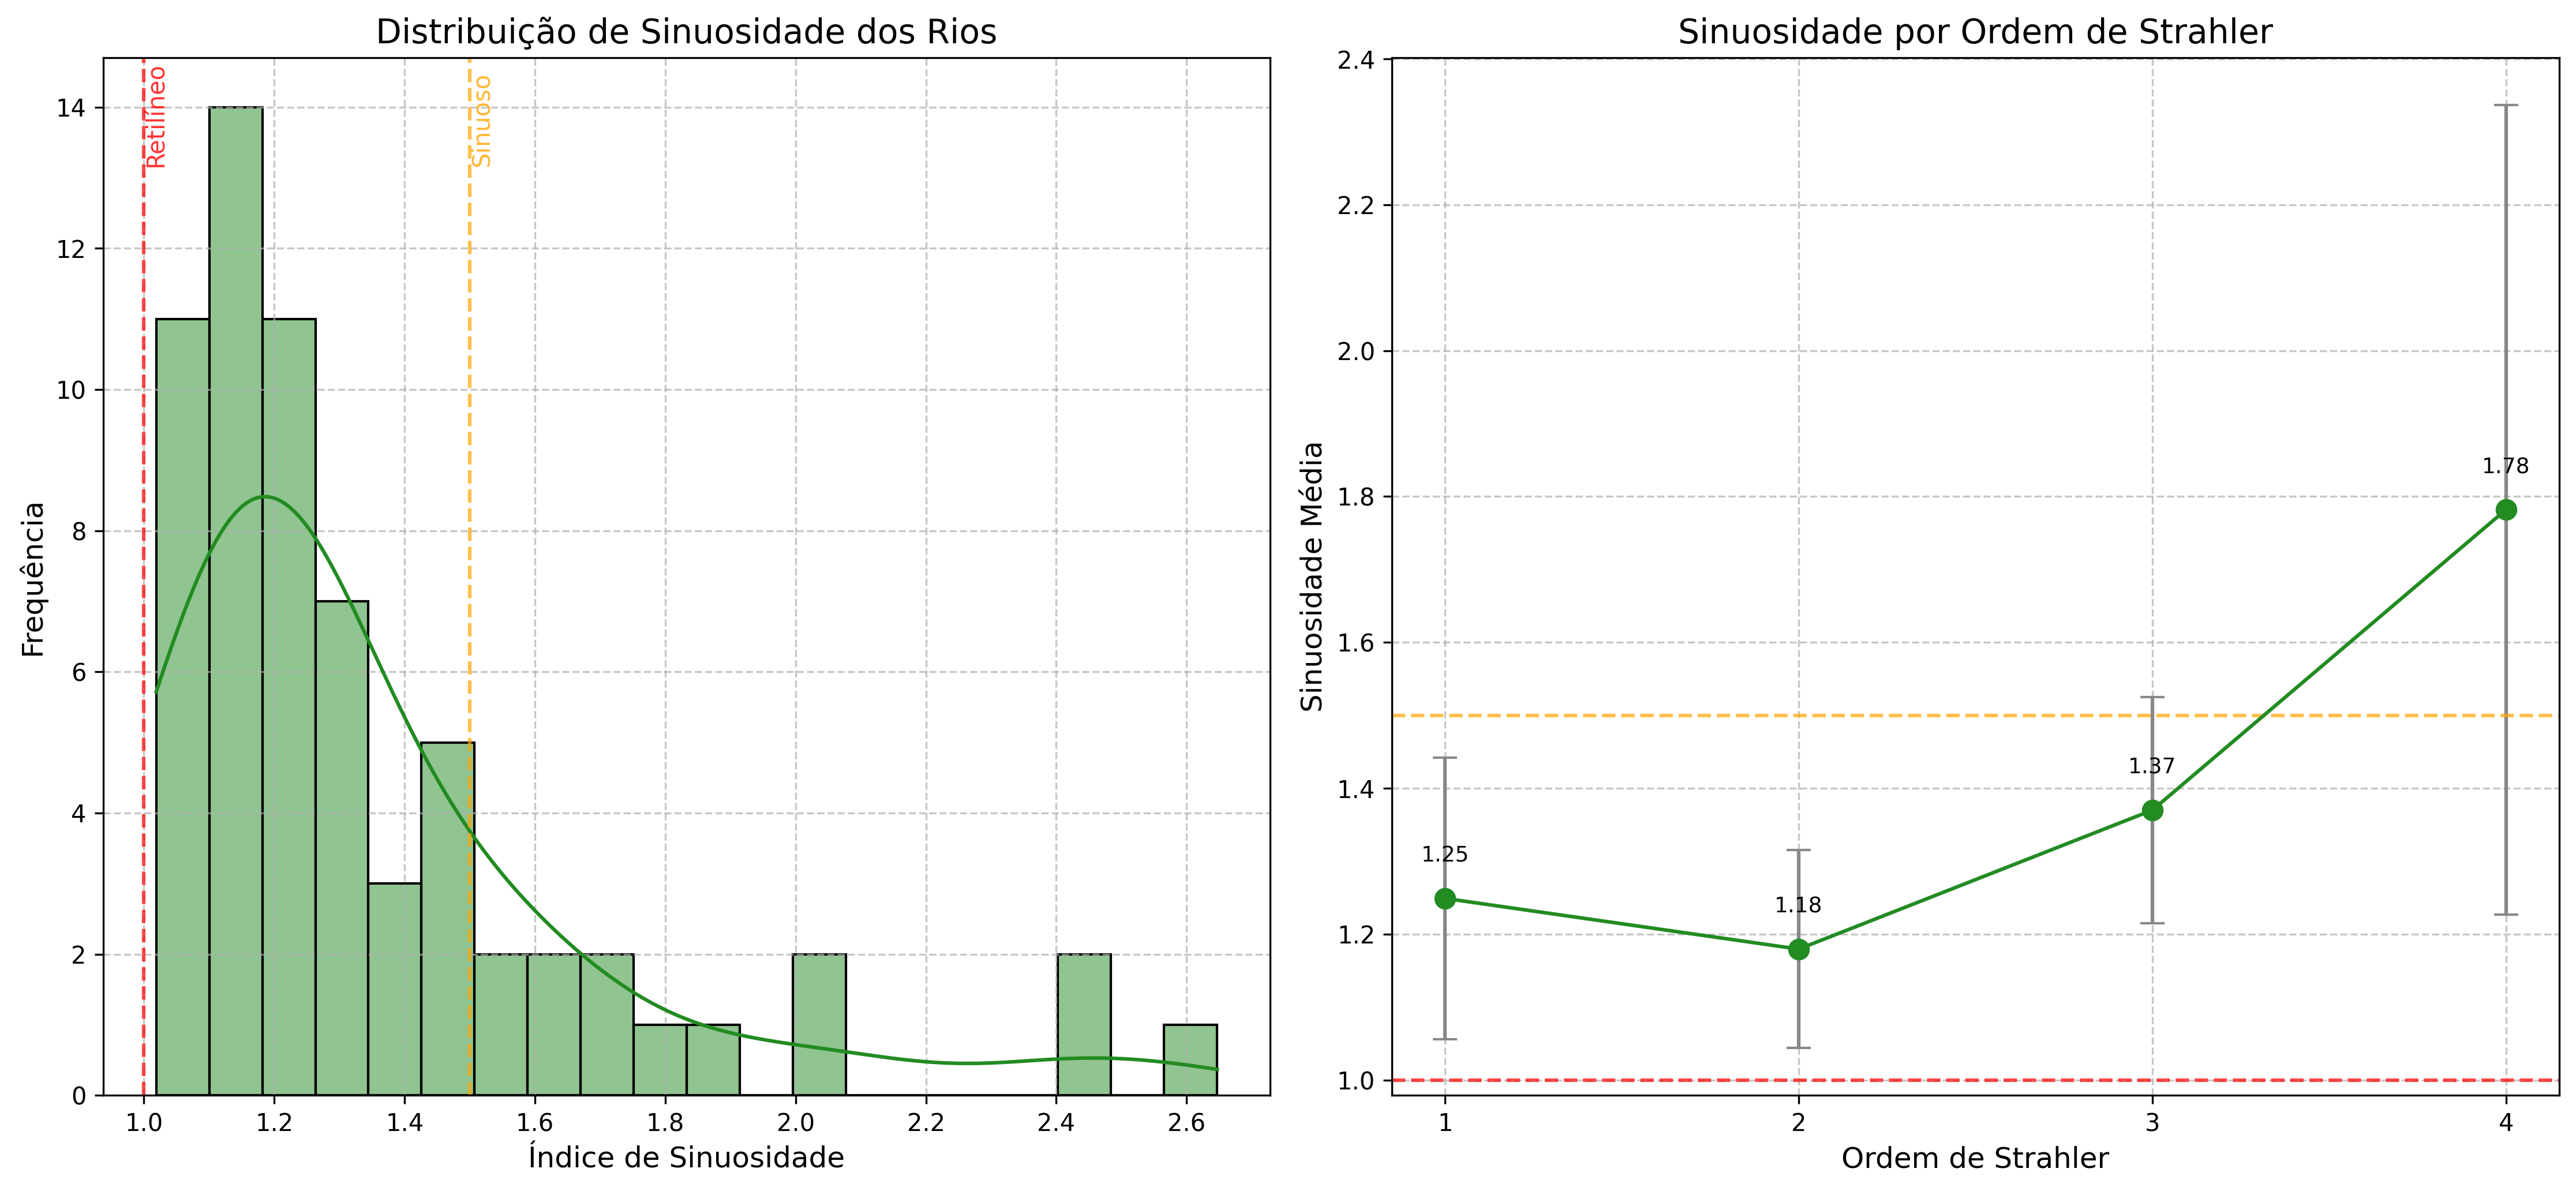 Distribuição de Sinuosidade dos Rios
Retilíneo
Sinuoso
14
12
10
8
6
4
2
0
Frequência
1.0 1.2 1.4 1.6 1.8 2.0 2.2 2.4 2.6
Índice de Sinuosidade
Sinuosidade por Ordem de Strahler
2.4
2.2
2.0
1.8
1.6
1.4
1.2
1.0
Sinuosidade Média
1.25
1.18
1.37
1.78
1 2 3 4
Ordem de Strahler